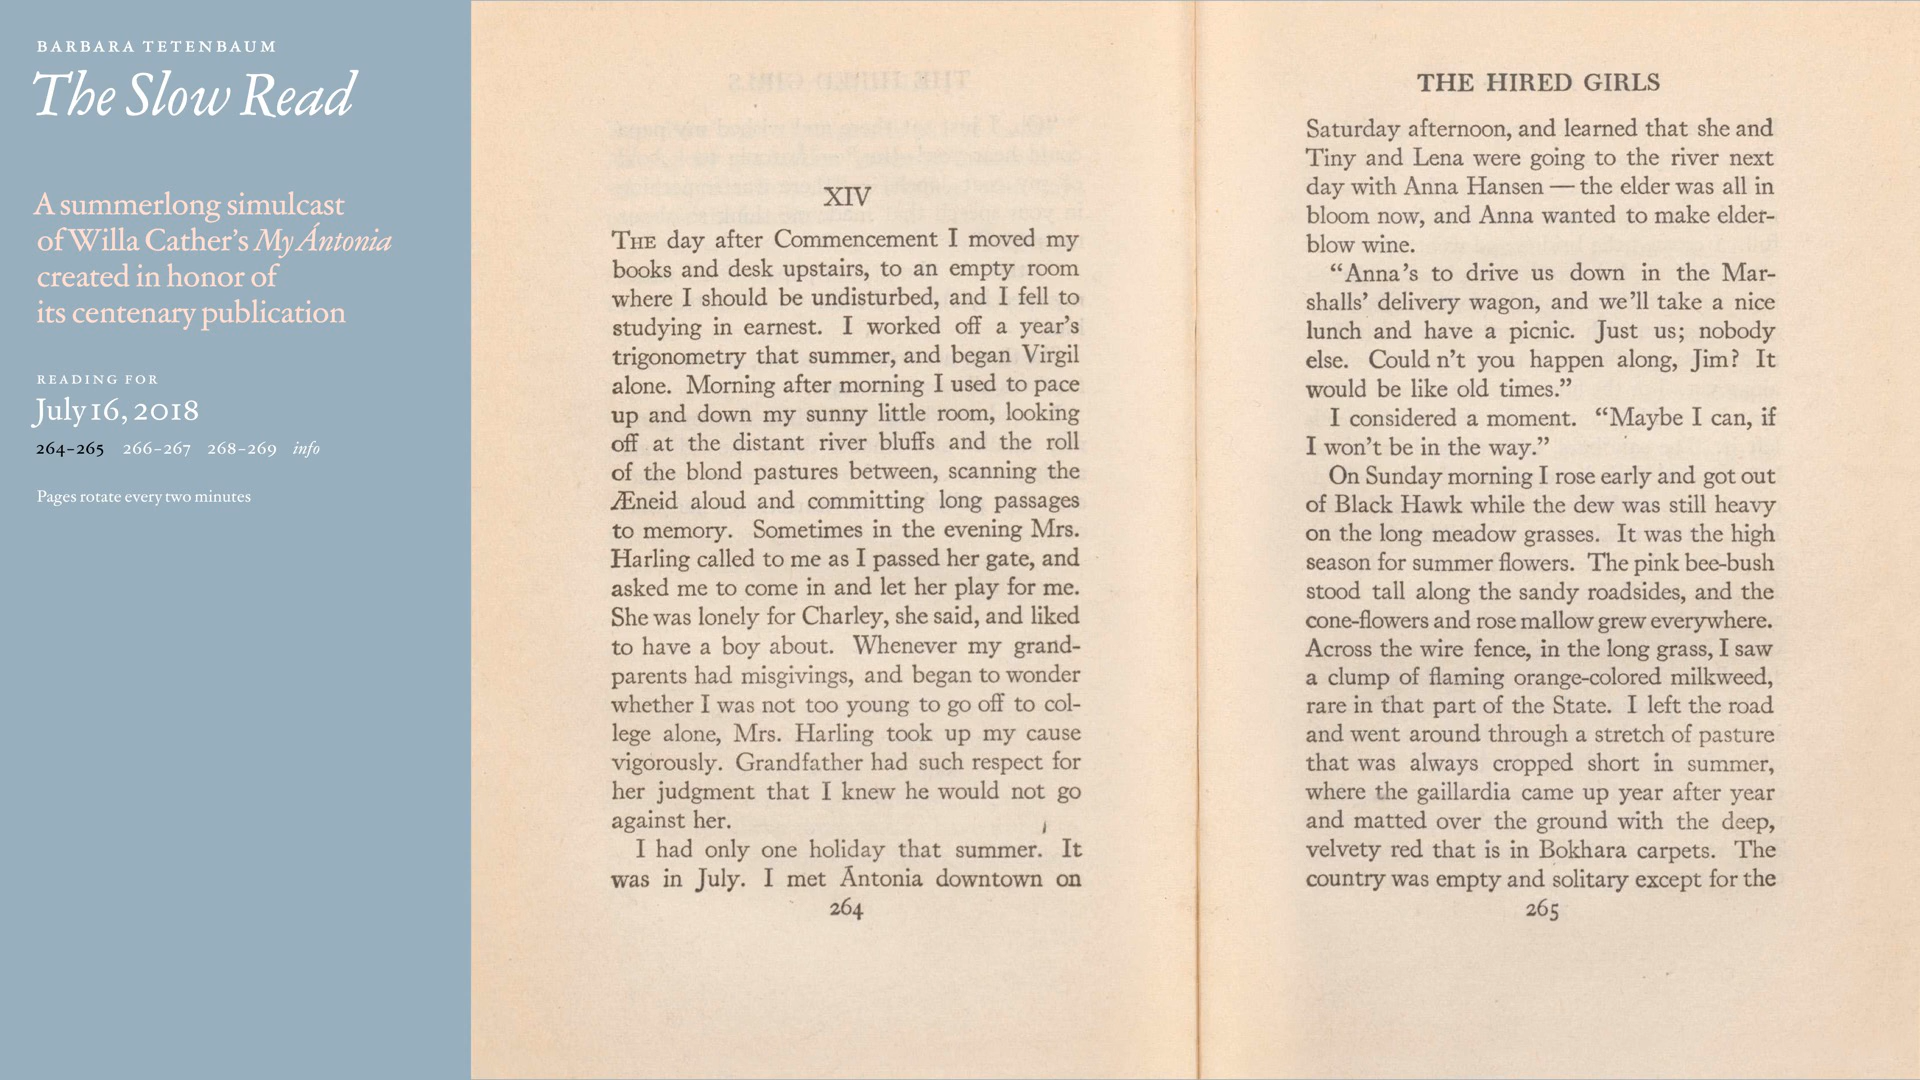 BARBARA TETENBAUM
The Slow Read
A summerlong simulcast
of Willa Cather's My Ántonia
created in honor of
its centenary publication
READING FOR
July 16, 2018
264–265 266–267 268–269 info
Pages rotate every two minutes
XIV
THE day after Commencement I moved my
books and desk upstairs, to an empty room
where I should be undisturbed, and I fell to
studying in earnest. I worked off a year's
trigonometry that summer, and began Virgil
alone. Morning after morning I used to pace
up and down my sunny little room, looking
off at the distant river bluffs and the roll
of the blond pastures between, scanning the
Æneid aloud and committing long passages
to memory. Sometimes in the evening Mrs.
Harling called to me as I passed her gate, and
asked me to come in and let her play for me.
She was lonely for Charley, she said, and liked
to have a boy about. Whenever my grand-
parents had misgivings, and began to wonder
whether I was not too young to go off to col-
lege alone, Mrs. Harling took up my cause
vigorously. Grandfather had such respect for
her judgment that I knew he would not go
against her.
I had only one holiday that summer. It
was in July. I met Ántonia downtown on
264
THE HIRED GIRLS
Saturday afternoon, and learned that she and
Tiny and Lena were going to the river next
day with Anna Hansen — the elder was all in
bloom now, and Anna wanted to make elder-
blow wine.
“Anna's to drive us down in the Mar-
shalls' delivery wagon, and we'll take a nice
lunch and have a picnic. Just us; nobody
else. Could n't you happen along, Jim? It
would be like old times.”
I considered a moment. “Maybe I can, if
I won't be in the way.”
On Sunday morning I rose early and got out
of Black Hawk while the dew was still heavy
on the long meadow grasses. It was the high
season for summer flowers. The pink bee-bush
stood tall along the sandy roadsides, and the
cone-flowers and rose mallow grew everywhere.
Across the wire fence, in the long grass, I saw
a clump of flaming orange-colored milkweed,
rare in that part of the State. I left the road
and went around through a stretch of pasture
that was always cropped short in summer,
where the gaillardia came up year after year
and matted over the ground with the deep,
velvety red that is in Bokhara carpets. The
country was empty and solitary except for the
265